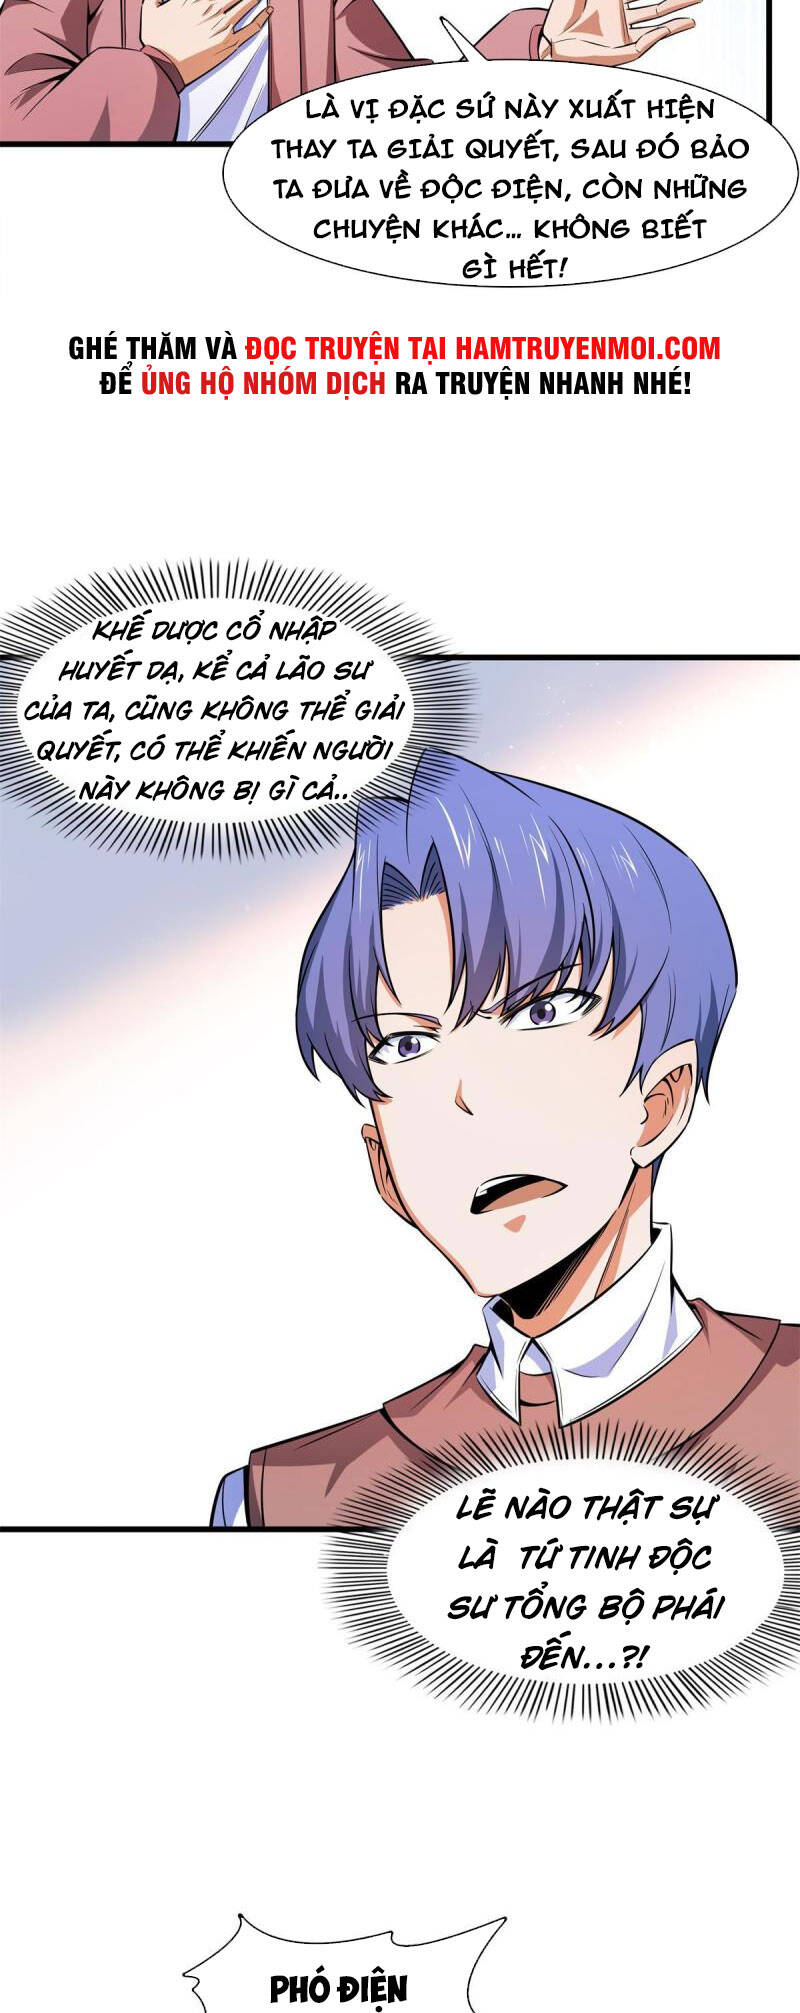 LÀ VỊ ĐẶC SỨ NÀY XUẤT HIỆN
THAY TA GIẢI QUYẾT, SAU ĐÓ BẢO
TA ĐƯA VỀ ĐỘC ĐIỆN, CÒN NHỮNG
CHUYỆN KHÁC... KHÔNG BIẾT
GÌ HẾT!
GHÉ THĂM VÀ ĐỌC TRUYỆN TẠI HAMTRUYENMOI.COM
ĐỂ ỦNG HỘ NHÓM DỊCH RA TRUYỆN NHANH NHÉ!
KHẾ DƯỢC CỔ NHẬP
HUYẾT DẠ, KỂ CẢ LÃO SƯ
CỦA TA, CŨNG KHÔNG THỂ GIẢI
QUYẾT, CÓ THỂ KHIẾN NGƯỜI
NÀY KHÔNG BỊ GÌ CẢ..
LẼ NÀO THẬT SỰ
LÀ TỨ TINH ĐỘC
SƯ TỔNG BỘ PHÁI
ĐẾN...?!
PHÓ ĐIỆN